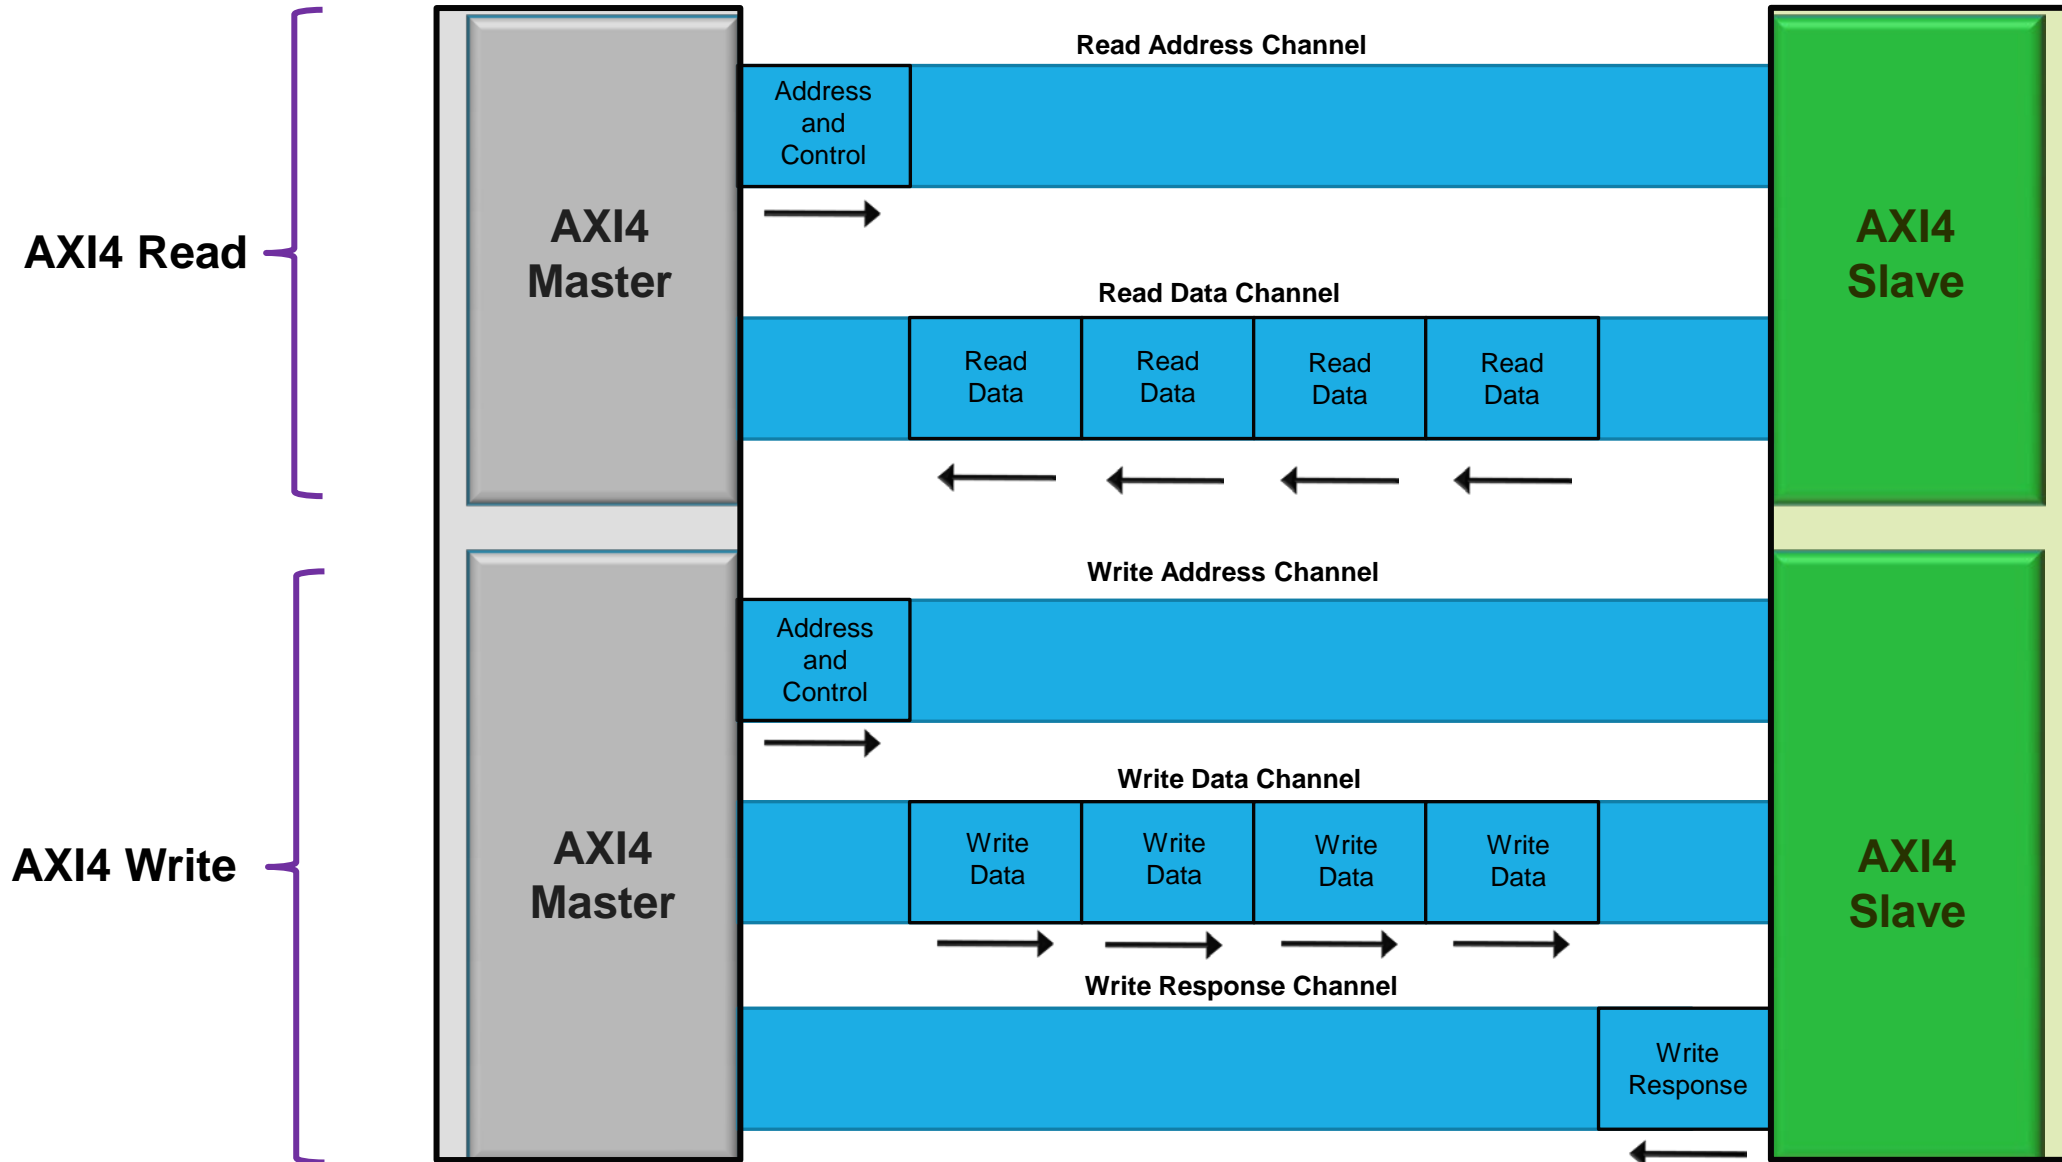 Read Address Channel
Address
and
Control
AXI4 Read
AXI4
Master
AXI4
Slave
Read Data Channel
Read
Data
Read
Data
Read
Data
Read
Data
Write Address Channel
Address
and
Control
Write Data Channel
AXI4 Write
AXI4
Master
Write
Data
Write
Data
Write
Data
Write
Data
AXI4
Slave
Write Response Channel
Write
Response